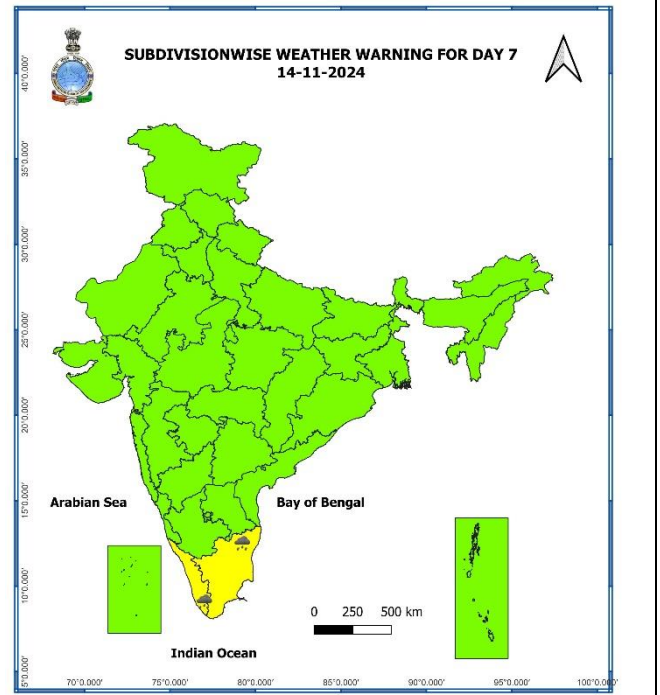 SUBDIVISIONWISE WEATHER WARNING FOR DAY 7
14-11-2024
40°0.000'
35°0.000'
30°0.000'
25°0.000'
20°0.000'
15°0.000'
10°0.000'
5°0.000'
Arabian Sea
Bay of Bengal
0 250 500 km
Indian Ocean
70°0.000' 75°0.000' 80°0.000' 85°0.000' 90°0.000' 95°0.000' 100°0.000'